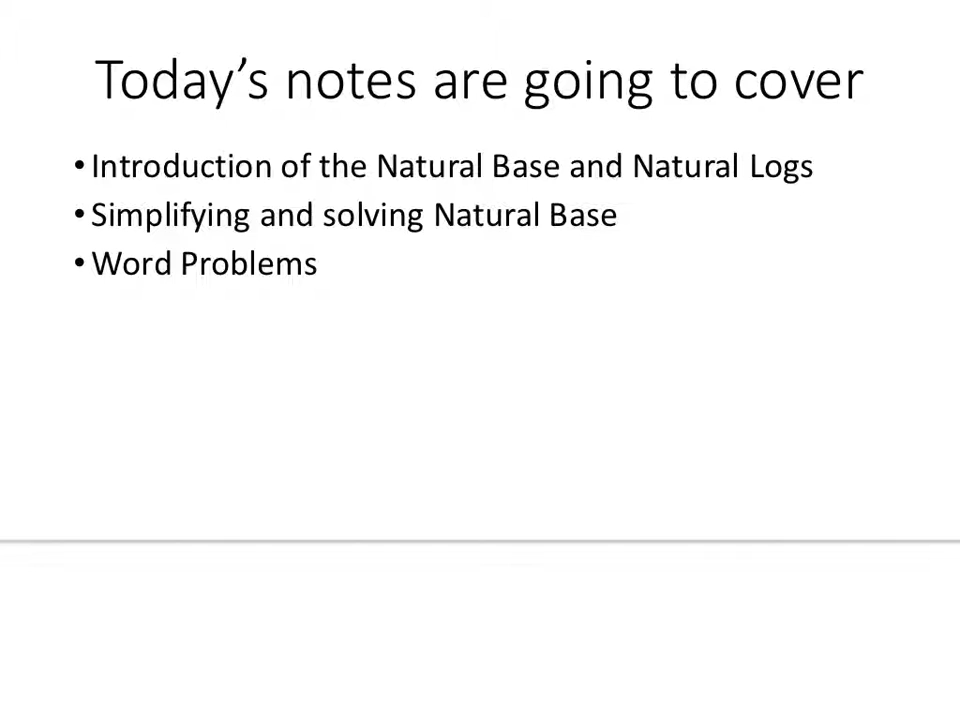 Today’s notes are going to cover
• Introduction of the Natural Base and Natural Logs
• Simplifying and solving Natural Base
• Word Problems